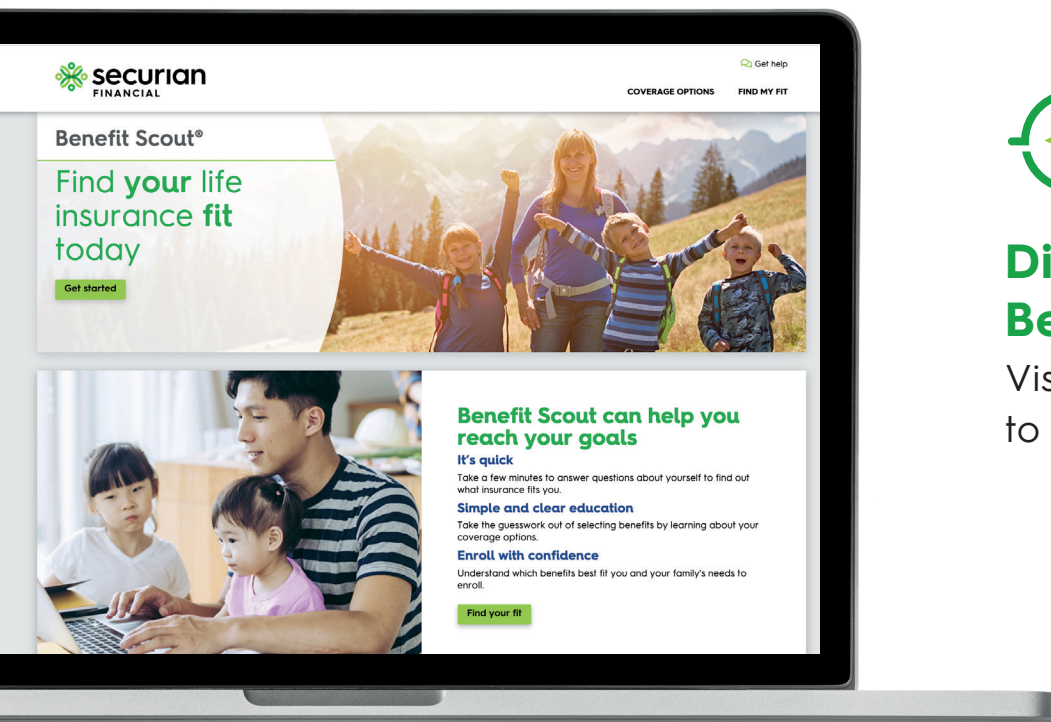 securian
FINANCIAL
Get help
COVERAGE OPTIONS FIND MY FIT
Benefit Scout®
Find your life
insurance fit
today
Get started
Benefit Scout can help you
reach your goals
It's quick
Take a few minutes to answer questions about yourself to find out
what insurance fits you.
Simple and clear education
Take the guesswork out of selecting benefits by learning about your
coverage options.
Enroll with confidence
Understand which benefits best fit you and your family's needs to
enroll.
Find your fit
Di
Be
Vis
to